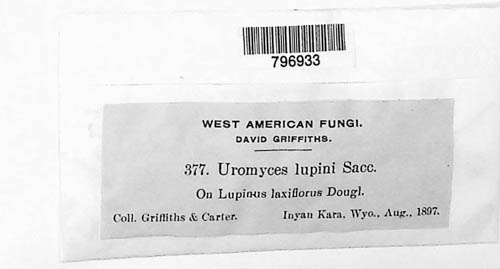 796933
WEST AMERICAN FUNGI.
DAVID GRIFFITHS.
377. Uromyces lupini Sacc.
On Lupinus laxiflorus Dougl.
Coll. Griffiths & Carter. Inyan Kara, Wyo., Aug., 1897.